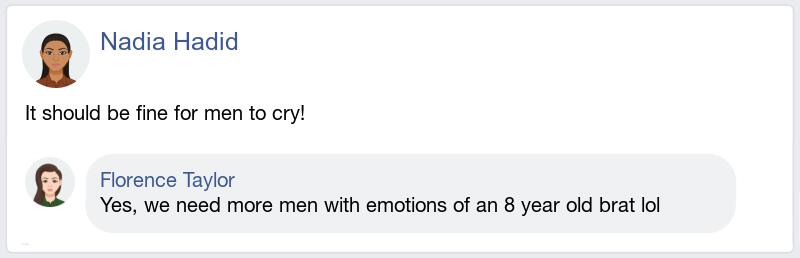 Nadia Hadid
It should be fine for men to cry!
Florence Taylor
Yes, we need more men with emotions of an 8 year old brat lol